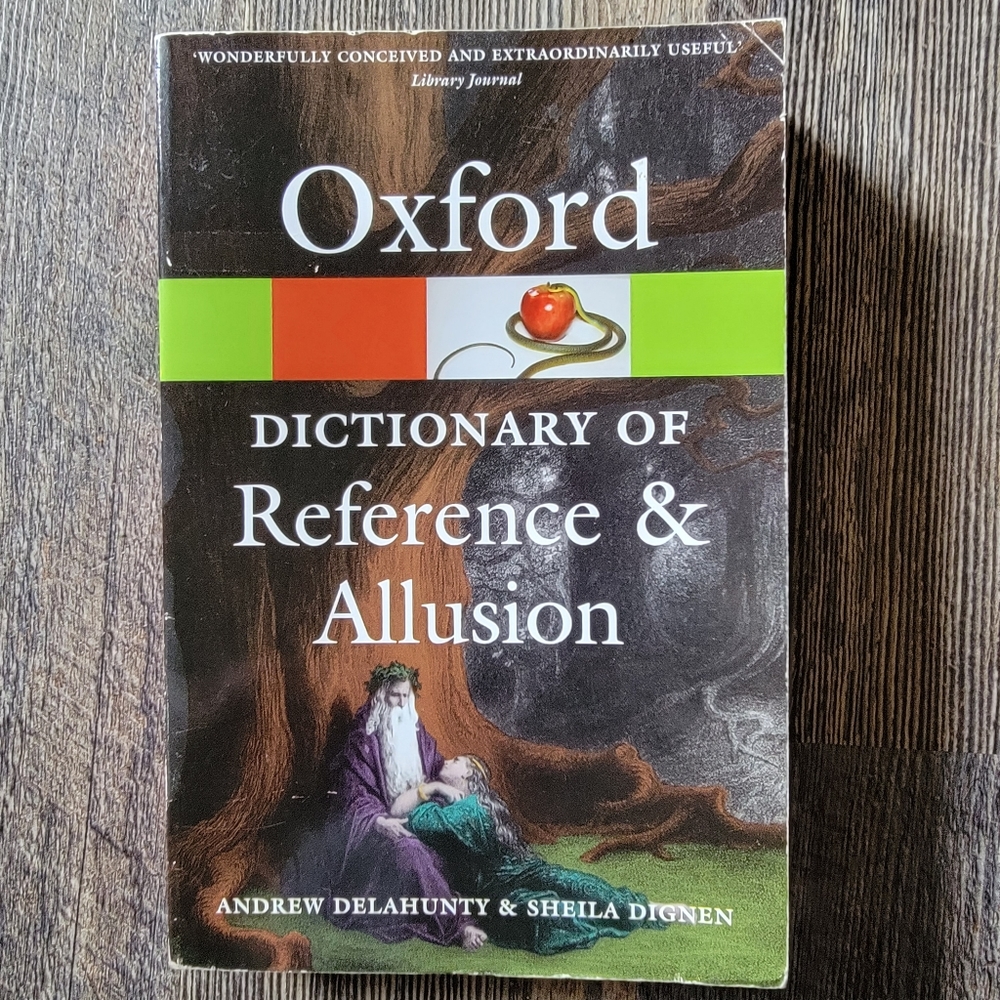 ‘WONDERFULLY CONCEIVED AND EXTRAORDINARILY USEFUL’
Library Journal
Oxford
DICTIONARY OF
Reference &
Allusion
ANDREW DELAHUNTY & SHEILA DIGNEN